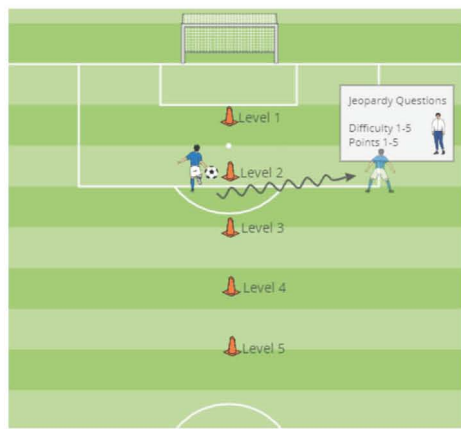 Jeopardy Questions
Difficulty 1-5
Points 1-5
Level 1
Level 2
Level 3
Level 4
Level 5